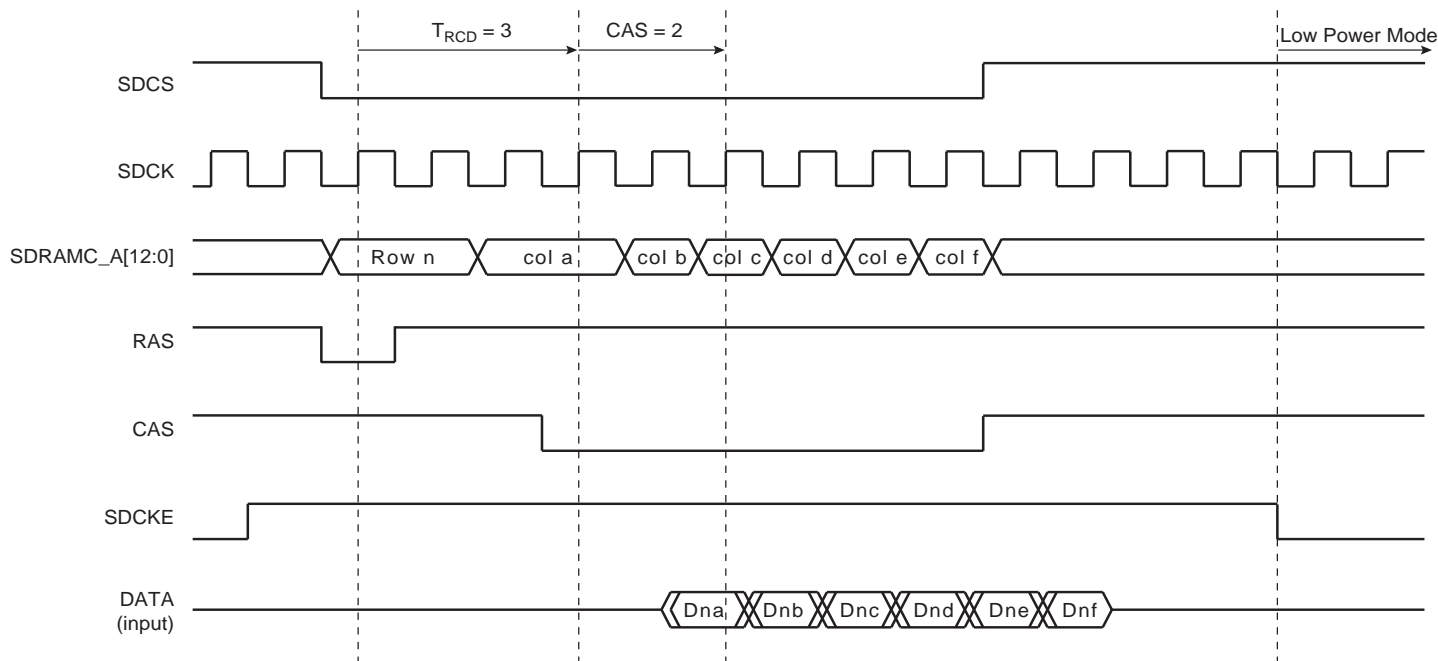 T_RCD = 3
CAS = 2
Low Power Mode
SDCS
SDCK
SDRAMC_A[12:0]
Row n
col a
col b
col c
col d
col e
col f
RAS
CAS
SDCKE
DATA
(input)
Dna
Dnb
Dnc
Dnd
Dne
Dnf